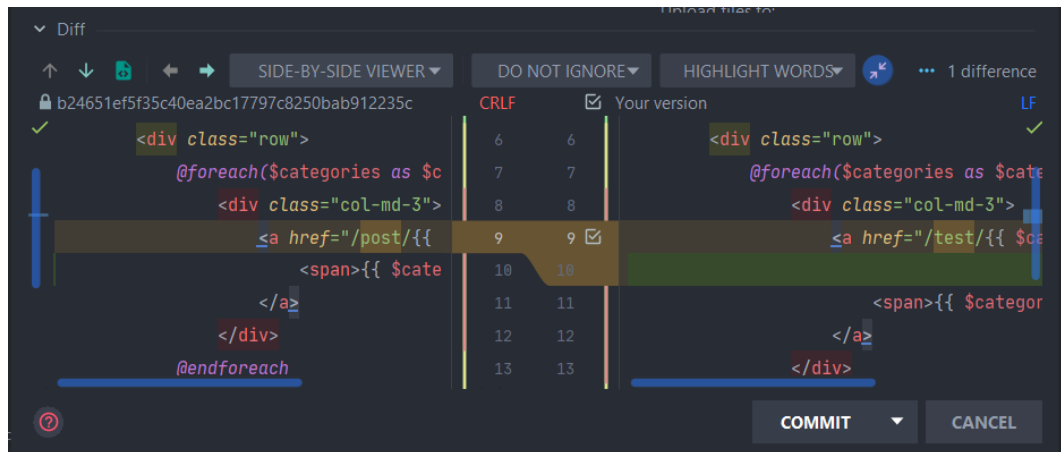 Upload files to:
Diff
SIDE-BY-SIDE VIEWER DO NOT IGNORE HIGHLIGHT WORDS 1 difference
b24651ef5f35c40ea2bc17797c8250bab912235c CRLF Your version LF
<div class="row"> 6 6 <div class="row">
@foreach($categories as $c 7 7 @foreach($categories as $cate
<div class="col-md-3"> 8 8 <div class="col-md-3">
<a href="/post/{{ 9 9 <a href="/test/{{ $ca
<span>{{ $cate 10 10
</a> 11 11 <span>{{ $categor
</div> 12 12 </a>
@endforeach 13 13 </div>
? COMMIT CANCEL